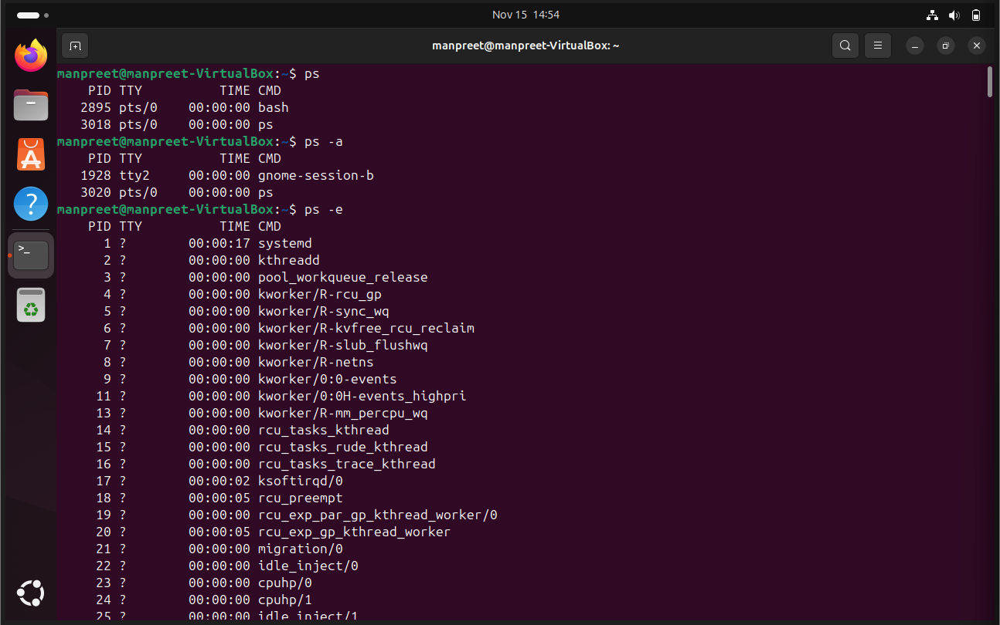 Nov 15 14:54
manpreet@manpreet-VirtualBox: ~
manpreet@manpreet-VirtualBox:~$ ps
    PID TTY          TIME CMD
   2895 pts/0    00:00:00 bash
   3018 pts/0    00:00:00 ps
manpreet@manpreet-VirtualBox:~$ ps -a
    PID TTY          TIME CMD
   1928 tty2     00:00:00 gnome-session-b
   3020 pts/0    00:00:00 ps
manpreet@manpreet-VirtualBox:~$ ps -e
    PID TTY          TIME CMD
      1 ?        00:00:17 systemd
      2 ?        00:00:00 kthreadd
      3 ?        00:00:00 pool_workqueue_release
      4 ?        00:00:00 kworker/R-rcu_gp
      5 ?        00:00:00 kworker/R-sync_wq
      6 ?        00:00:00 kworker/R-kvfree_rcu_reclaim
      7 ?        00:00:00 kworker/R-slub_flushwq
      8 ?        00:00:00 kworker/R-netns
      9 ?        00:00:00 kworker/0:0-events
     11 ?        00:00:00 kworker/0:0H-events_highpri
     13 ?        00:00:00 kworker/R-mm_percpu_wq
     14 ?        00:00:00 rcu_tasks_kthread
     15 ?        00:00:00 rcu_tasks_rude_kthread
     16 ?        00:00:00 rcu_tasks_trace_kthread
     17 ?        00:00:02 ksoftirqd/0
     18 ?        00:00:05 rcu_preempt
     19 ?        00:00:00 rcu_exp_par_gp_kthread_worker/0
     20 ?        00:00:05 rcu_exp_gp_kthread_worker
     21 ?        00:00:00 migration/0
     22 ?        00:00:00 idle_inject/0
     23 ?        00:00:00 cpuhp/0
     24 ?        00:00:00 cpuhp/1
     25 ?        00:00:00 idle_inject/1